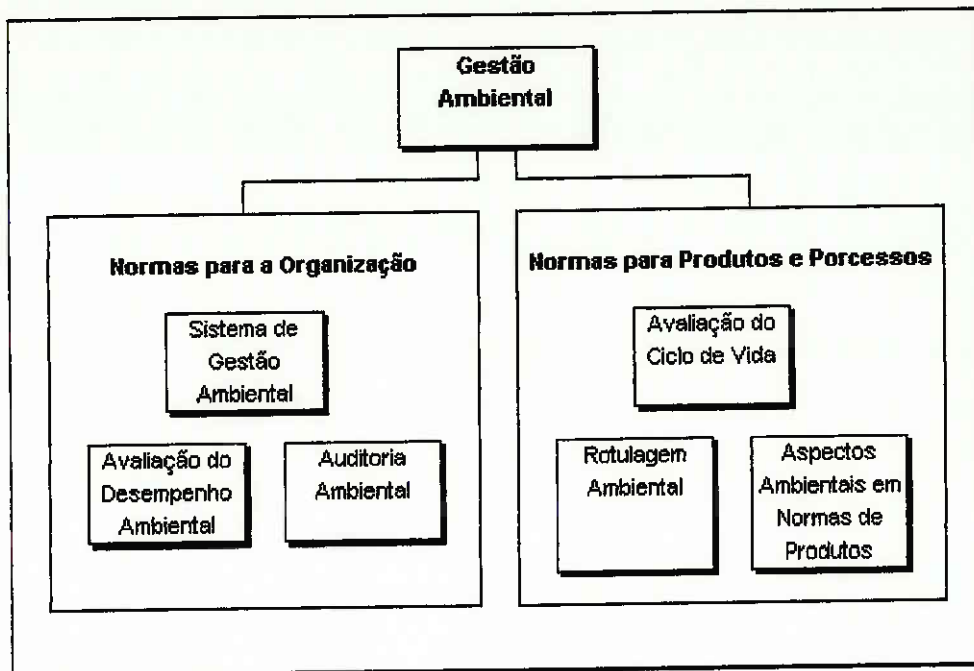 Gestão
Ambiental
Normas para a Organização
Sistema de
Gestão
Ambiental
Avaliação do
Desempenho
Ambiental
Auditoria
Ambiental
Normas para Produtos e Porcessos
Avaliação do
Ciclo de Vida
Rotulagem
Ambiental
Aspectos
Ambientais em
Normas de
Produtos